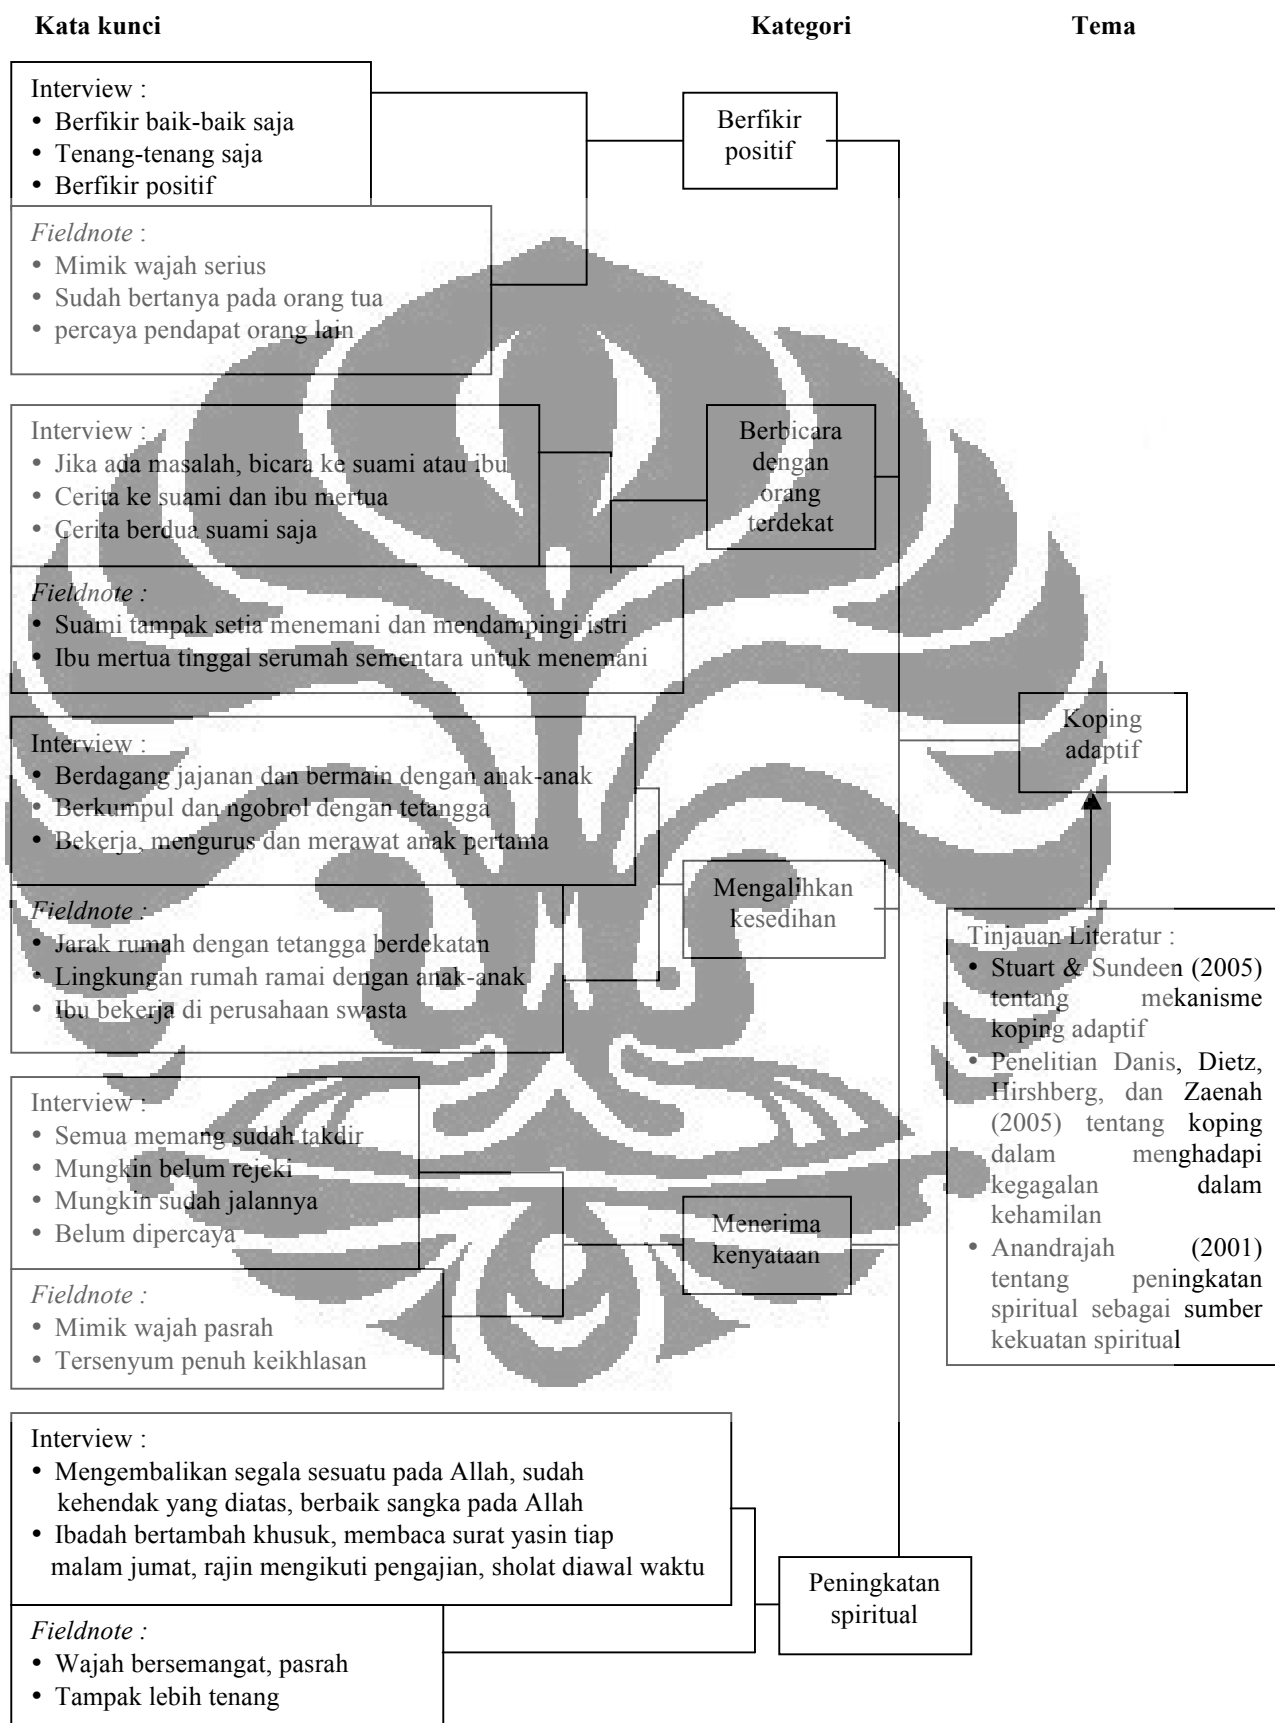 Kata kunci
Kategori
Tema
Interview :
• Berfikir baik-baik saja
• Tenang-tenang saja
• Berfikir positif
Fieldnote :
• Mimik wajah serius
• Sudah bertanya pada orang tua
• percaya pendapat orang lain
Berfikir
positif
Interview :
• Jika ada masalah, bicara ke suami atau ibu
• Cerita ke suami dan ibu mertua
• Cerita berdua suami saja
Fieldnote :
• Suami tampak setia menemani dan mendampingi istri
• Ibu mertua tinggal serumah sementara untuk menemani
Berbicara
dengan
orang
terdekat
Interview :
• Berdagang jajanan dan bermain dengan anak-anak
• Berkumpul dan ngobrol dengan tetangga
• Bekerja, mengurus dan merawat anak pertama
Fieldnote :
• Jarak rumah dengan tetangga berdekatan
• Lingkungan rumah ramai dengan anak-anak
• Ibu bekerja di perusahaan swasta
Mengalihkan
kesedihan
Interview :
• Semua memang sudah takdir
• Mungkin belum rejeki
• Mungkin sudah jalannya
• Belum dipercaya
Fieldnote :
• Mimik wajah pasrah
• Tersenyum penuh keikhlasan
Menerima
kenyataan
Interview :
• Mengembalikan segala sesuatu pada Allah, sudah
kehendak yang diatas, berbaik sangka pada Allah
• Ibadah bertambah khusuk, membaca surat yasin tiap
malam jumat, rajin mengikuti pengajian, sholat diawal waktu
Fieldnote :
• Wajah bersemangat, pasrah
• Tampak lebih tenang
Peningkatan
spiritual
Koping
adaptif
Tinjauan Literatur :
• Stuart & Sundeen (2005)
tentang mekanisme
koping adaptif
• Penelitian Danis, Dietz,
Hirshberg, dan Zaenah
(2005) tentang koping
dalam menghadapi
kegagalan dalam
kehamilan
• Anandrajah (2001)
tentang peningkatan
spiritual sebagai sumber
kekuatan spiritual